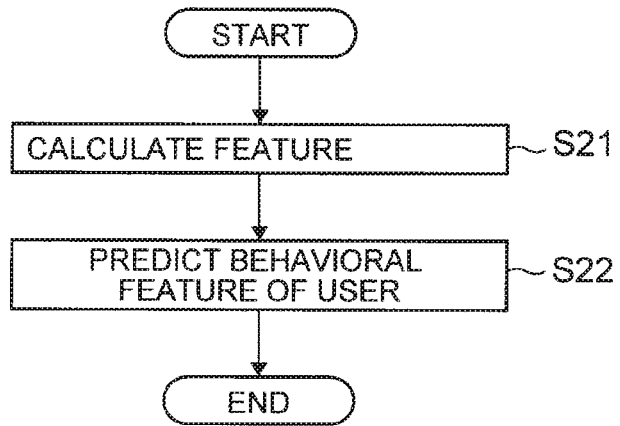 START
CALCULATE FEATURE
S21
PREDICT BEHAVIORAL
FEATURE OF USER
S22
END